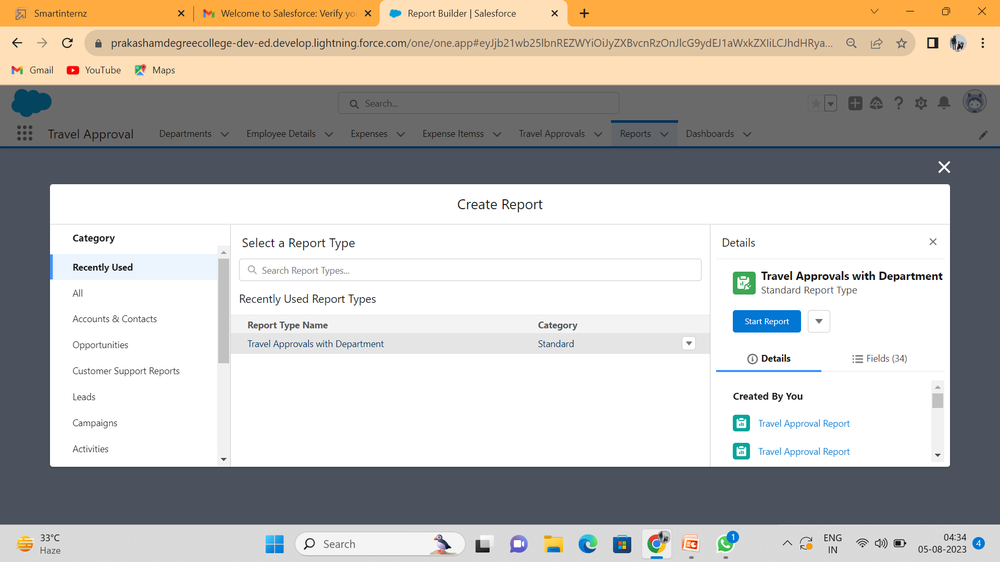 Smartinternz
Welcome to Salesforce: Verify yo
Report Builder | Salesforce
prakashamdegreecollege-dev-ed.develop.lightning.force.com/one/one.app#eyJjb21wb25lbnREZWYiOiJyZXBvcnRzOnJlcG9ydEJ1aWxkZXIiLCJhdHRya...
Gmail
YouTube
Maps
Search...
Travel Approval
Departments
Employee Details
Expenses
Expense Itemss
Travel Approvals
Reports
Dashboards
Create Report
Category
Recently Used
All
Accounts & Contacts
Opportunities
Customer Support Reports
Leads
Campaigns
Activities
Select a Report Type
Search Report Types...
Recently Used Report Types
Report Type Name Category
Travel Approvals with Department Standard
Details
Travel Approvals with Department
Standard Report Type
Start Report
Details
Fields (34)
Created By You
Travel Approval Report
Travel Approval Report
33°C
Haze
Search
1
ENG
IN
04:34
05-08-2023
4